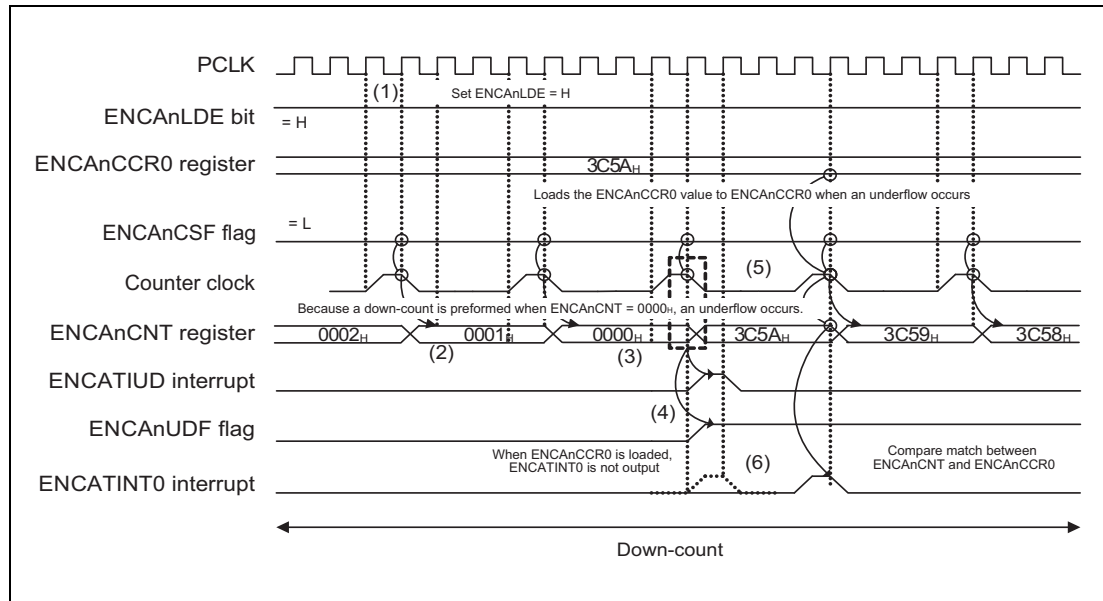 PCLK
(1)
Set ENCAnLDE = H
ENCAnLDE bit
= H
ENCAnCCR0 register
3C5AH
Loads the ENCAnCCR0 value to ENCAnCCR0 when an underflow occurs
ENCAnCSF flag
= L
Counter clock
(5)
Because a down-count is preformed when ENCAnCNT = 0000H, an underflow occurs.
ENCAnCNT register
0002H
(2)
0001H
0000H
(3)
3C5AH
3C59H
3C58H
ENCATIUD interrupt
(4)
ENCAnUDF flag
When ENCAnCCR0 is loaded,
ENCATINT0 is not output
(6)
Compare match between
ENCAnCNT and ENCAnCCR0
ENCATINT0 interrupt
Down-count